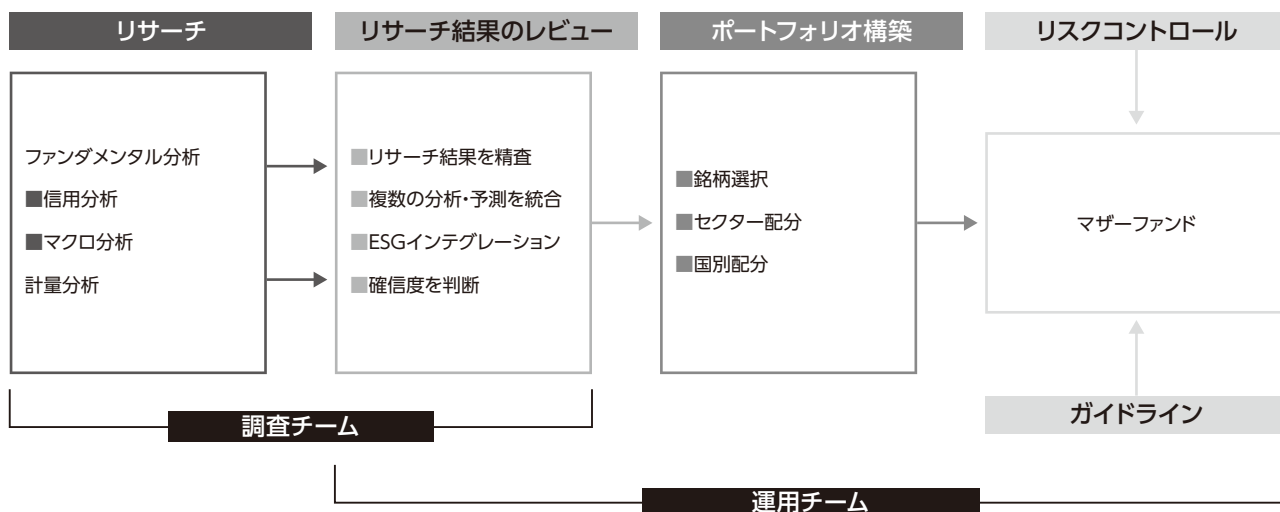 リサーチ
ファンダメンタル分析
■信用分析
■マクロ分析
計量分析
リサーチ結果のレビュー
■リサーチ結果を精査
■複数の分析・予測を統合
■ESGインテグレーション
■確信度を判断
ポートフォリオ構築
■銘柄選択
■セクター配分
■国別配分
リスクコントロール
マザーファンド
ガイドライン
調査チーム
運用チーム